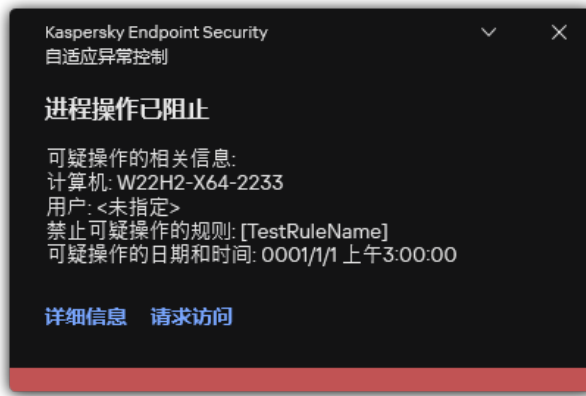 Kaspersky Endpoint Security
自适应异常控制
进程操作已阻止
可疑操作的相关信息:
计算机: W22H2-X64-2233
用户: <未指定>
禁止可疑操作的规则: [TestRuleName]
可疑操作的日期和时间: 0001/1/1 上午3:00:00
详细信息 请求访问